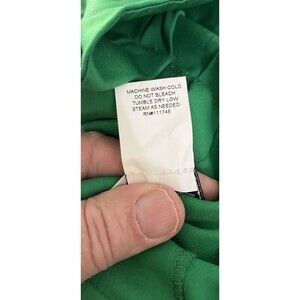 MACHINE WASH COLD
DO NOT BLEACH
TUMBLE DRY LOW
STEAM AS NEEDED
RN#111745